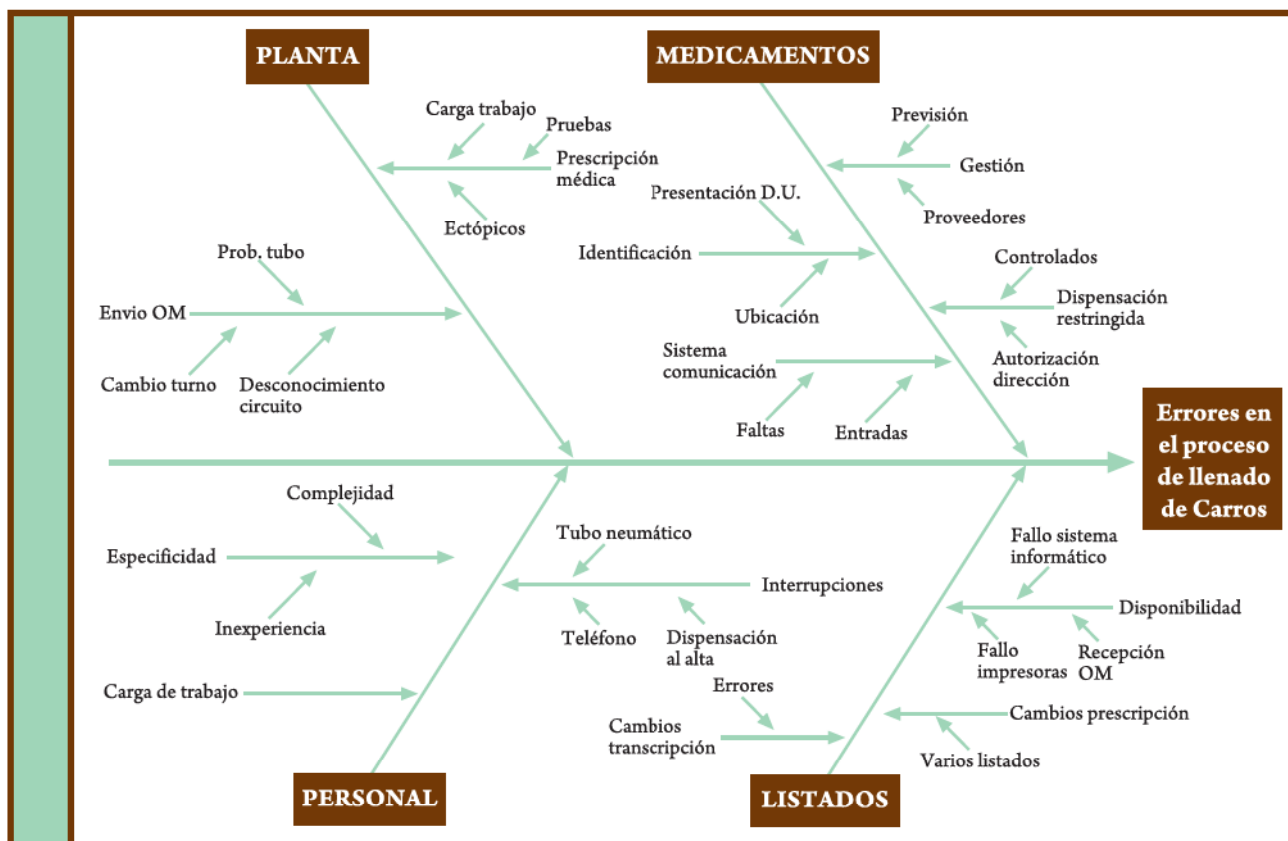 PLANTA
MEDICAMENTOS
Carga trabajo
Pruebas
Prescripción
médica
Ectópicos
Prob. tubo
Envio OM
Cambio turno
Desconocimiento
circuito
Previsión
Gestión
Proveedores
Presentación D.U.
Identificación
Ubicación
Controlados
Dispensación
restringida
Autorización
dirección
Sistema
comunicación
Faltas
Entradas
Errores en
el proceso
de llenado
de Carros
Complejidad
Especificidad
Inexperiencia
Carga de trabajo
Tubo neumático
Interrupciones
Teléfono
Dispensación
al alta
Fallo sistema
informático
Disponibilidad
Fallo
impresoras
Recepción
OM
Errores
Cambios
transcripción
Cambios prescripción
Varios listados
PERSONAL
LISTADOS